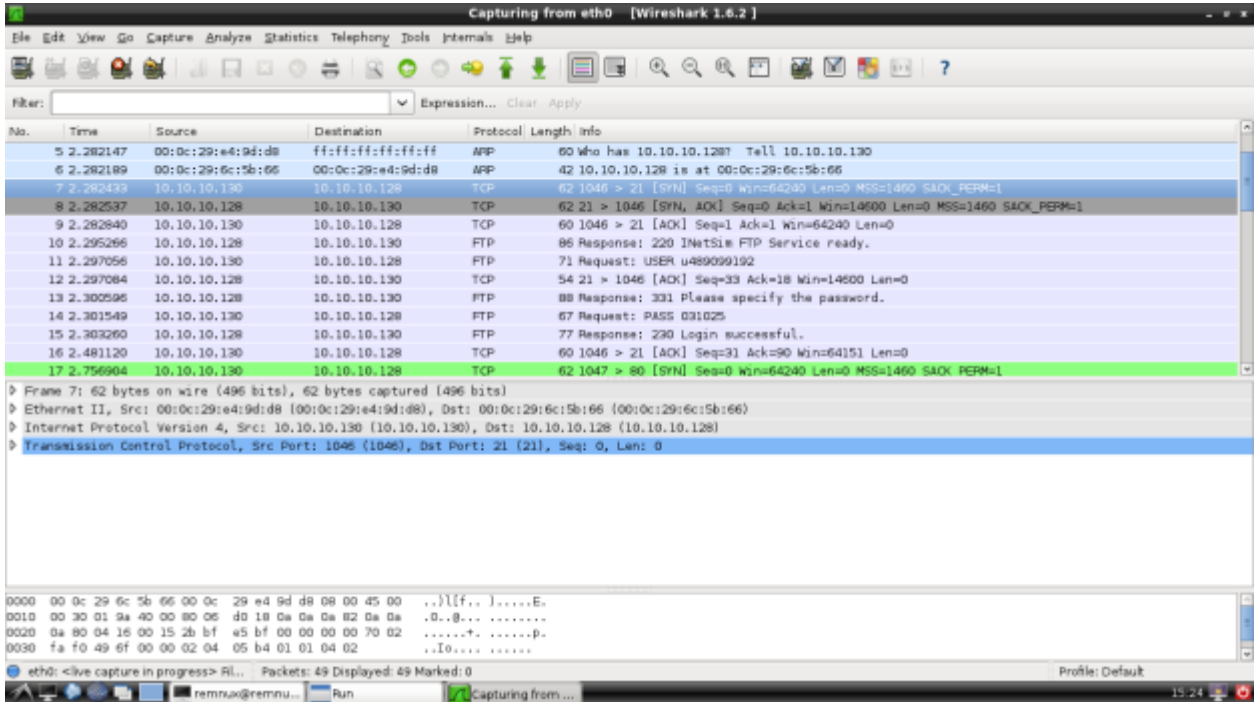 Capturing from eth0 [Wireshark 1.6.2 ]
File Edit View Go Capture Analyze Statistics Telephony Tools Internals Help
Filter: Expression... Clear Apply
No. Time Source Destination Protocol Length Info
5 2.282147 00:0c:29:e4:9d:d8 ff:ff:ff:ff:ff:ff ARP 60 Who has 10.10.10.128? Tell 10.10.10.130
6 2.282189 00:0c:29:6c:5b:66 00:0c:29:e4:9d:d8 ARP 42 10.10.10.128 is at 00:0c:29:6c:5b:66
7 2.282433 10.10.10.130 10.10.10.128 TCP 62 1046 > 21 [SYN] Seq=0 Win=64240 Len=0 MSS=1460 SACK_PERM=1
8 2.282537 10.10.10.128 10.10.10.130 TCP 62 21 > 1046 [SYN, ACK] Seq=0 Ack=1 Win=14600 Len=0 MSS=1460 SACK_PERM=1
9 2.282840 10.10.10.130 10.10.10.128 TCP 60 1046 > 21 [ACK] Seq=1 Ack=1 Win=64240 Len=0
10 2.295266 10.10.10.128 10.10.10.130 FTP 86 Response: 220 INetSim FTP Service ready.
11 2.297056 10.10.10.130 10.10.10.128 FTP 71 Request: USER u489099192
12 2.297084 10.10.10.128 10.10.10.130 TCP 54 21 > 1046 [ACK] Seq=33 Ack=18 Win=14600 Len=0
13 2.300596 10.10.10.128 10.10.10.130 FTP 88 Response: 331 Please specify the password.
14 2.301549 10.10.10.130 10.10.10.128 FTP 67 Request: PASS 031025
15 2.303260 10.10.10.128 10.10.10.130 FTP 77 Response: 230 Login successful.
16 2.481120 10.10.10.130 10.10.10.128 TCP 60 1046 > 21 [ACK] Seq=31 Ack=90 Win=64151 Len=0
17 2.756904 10.10.10.130 10.10.10.128 TCP 62 1047 > 80 [SYN] Seq=0 Win=64240 Len=0 MSS=1460 SACK_PERM=1
Frame 7: 62 bytes on wire (496 bits), 62 bytes captured (496 bits)
Ethernet II, Src: 00:0c:29:e4:9d:d8 (00:0c:29:e4:9d:d8), Dst: 00:0c:29:6c:5b:66 (00:0c:29:6c:5b:66)
Internet Protocol Version 4, Src: 10.10.10.130 (10.10.10.130), Dst: 10.10.10.128 (10.10.10.128)
Transmission Control Protocol, Src Port: 1046 (1046), Dst Port: 21 (21), Seq: 0, Len: 0
0000 00 0c 29 6c 5b 66 00 0c 29 e4 9d d8 08 00 45 00 ..)l[f.. ).....E.
0010 00 30 01 9a 40 00 80 06 d0 18 0a 0a 0a 82 0a 0a .0..@... ........
0020 0a 80 04 16 00 15 2b bf e5 bf 00 00 00 00 70 02 ......+. ......p.
0030 fa f0 49 6f 00 00 02 04 05 b4 01 01 04 02 ..Io.... ......
eth0: <live capture in progress> Fil... Packets: 49 Displayed: 49 Marked: 0 Profile: Default
remnux@remnu... Run Capturing from ... 15:24